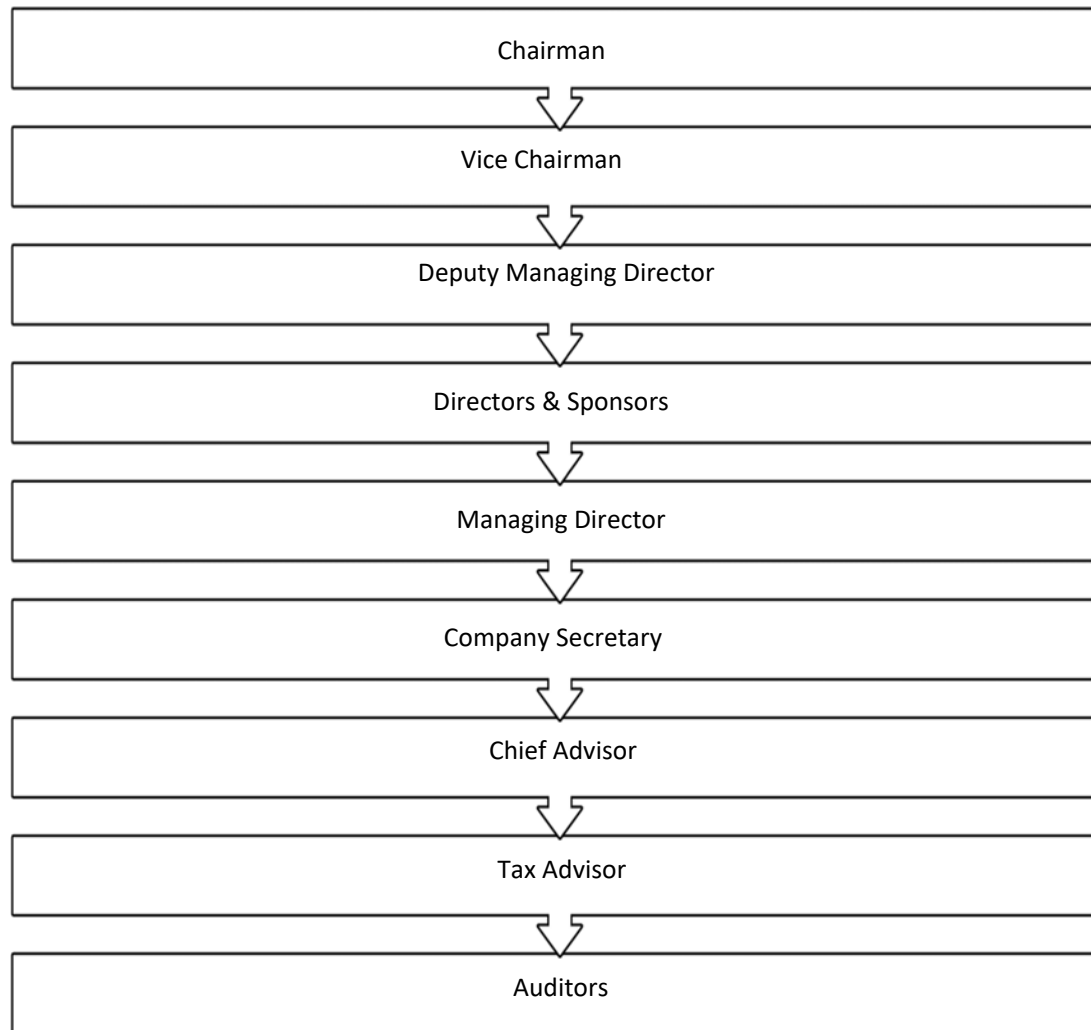 Chairman
Vice Chairman
Deputy Managing Director
Directors & Sponsors
Managing Director
Company Secretary
Chief Advisor
Tax Advisor
Auditors